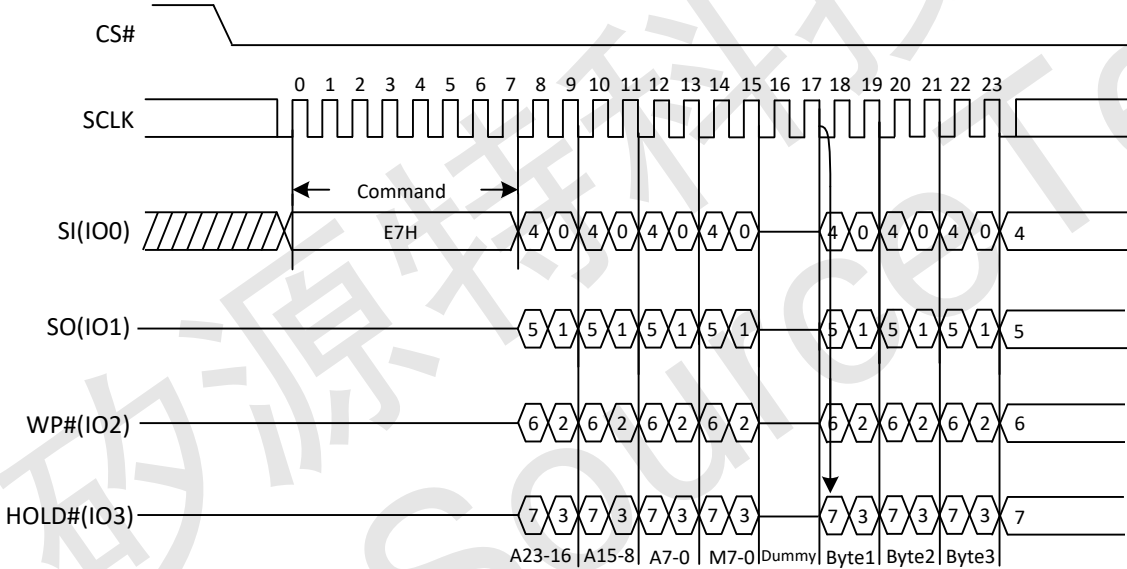 CS#
0 1 2 3 4 5 6 7 8 9 10 11 12 13 14 15 16 17 18 19 20 21 22 23
SCLK
Command
SI(IO0) E7H 4 0 4 0 4 0 4 0 4 0 4 0 4 0 4
SO(IO1) 5 1 5 1 5 1 5 1 5 1 5 1 5 1 5
WP#(IO2) 6 2 6 2 6 2 6 2 6 2 6 2 6 2 6
HOLD#(IO3) 7 3 7 3 7 3 7 3 7 3 7 3 7 3 7
A23-16 A15-8 A7-0 M7-0 Dummy Byte1 Byte2 Byte3
矽源特科
SourceTe